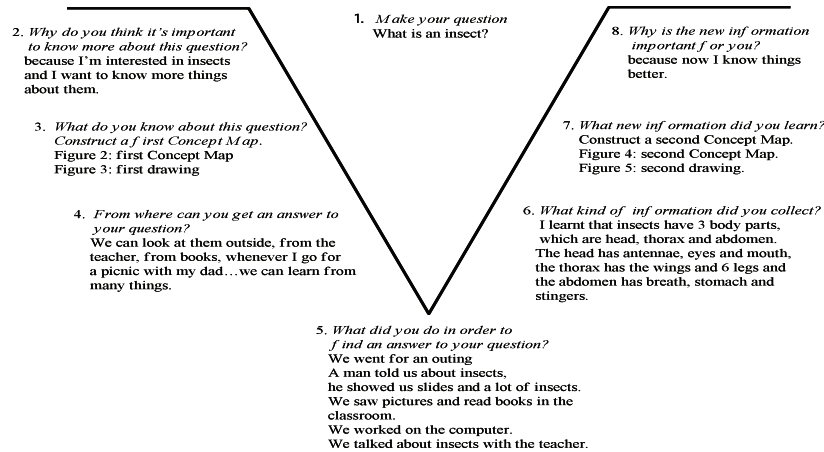 1. Make your question
What is an insect?
2. Why do you think it's important
to know more about this question?
because I'm interested in insects
and I want to know more things
about them.
3. What do you know about this question?
Construct a first Concept Map.
Figure 2: first Concept Map
Figure 3: first drawing
4. From where can you get an answer to
your question?
We can look at them outside, from the
teacher, from books, whenever I go for
a picnic with my dad…we can learn from
many things.
5. What did you do in order to
find an answer to your question?
We went for an outing
A man told us about insects,
he showed us slides and a lot of insects.
We saw pictures and read books in the
classroom.
We worked on the computer.
We talked about insects with the teacher.
6. What kind of information did you collect?
I learnt that insects have 3 body parts,
which are head, thorax and abdomen.
The head has antennae, eyes and mouth,
the thorax has the wings and 6 legs and
the abdomen has breath, stomach and
stingers.
7. What new information did you learn?
Construct a second Concept Map.
Figure 4: second Concept Map.
Figure 5: second drawing.
8. Why is the new information
important for you?
because now I know things
better.